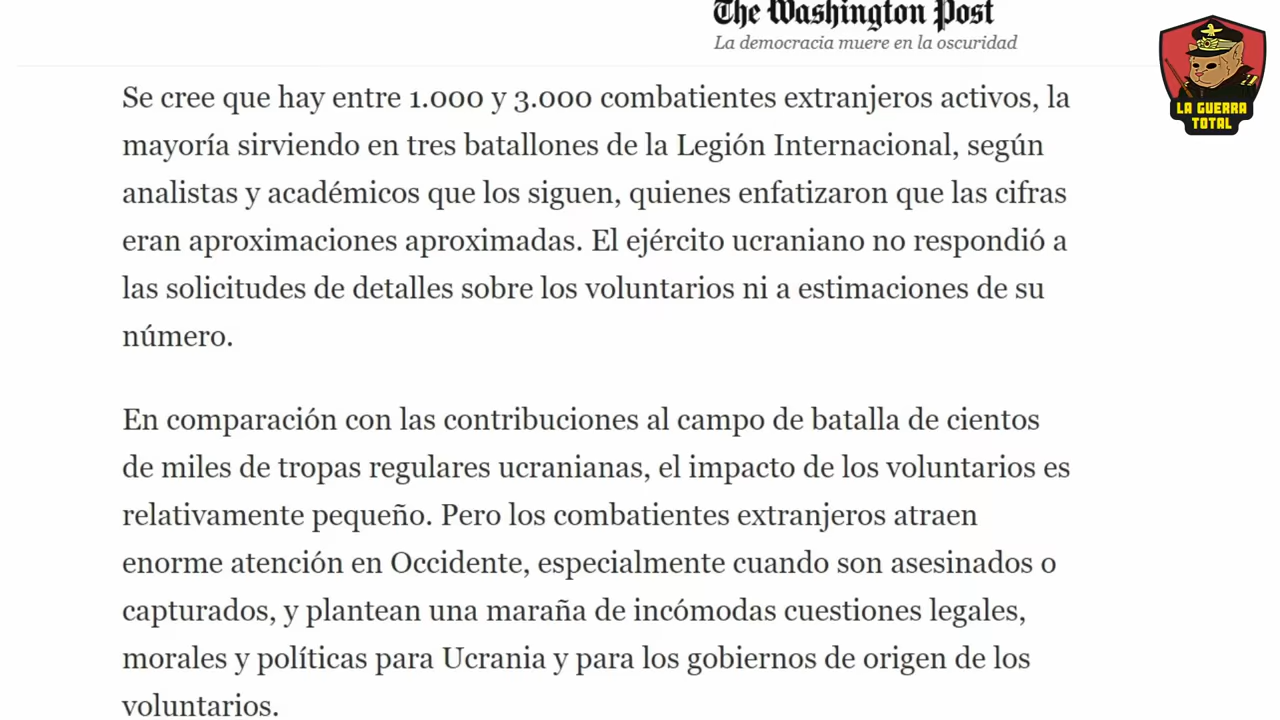 The Washington Post
La democracia muere en la oscuridad
LA GUERRA
TOTAL
Se cree que hay entre 1.000 y 3.000 combatientes extranjeros activos, la
mayoría sirviendo en tres batallones de la Legión Internacional, según
analistas y académicos que los siguen, quienes enfatizaron que las cifras
eran aproximaciones aproximadas. El ejército ucraniano no respondió a
las solicitudes de detalles sobre los voluntarios ni a estimaciones de su
número.
En comparación con las contribuciones al campo de batalla de cientos
de miles de tropas regulares ucranianas, el impacto de los voluntarios es
relativamente pequeño. Pero los combatientes extranjeros atraen
enorme atención en Occidente, especialmente cuando son asesinados o
capturados, y plantean una maraña de incómodas cuestiones legales,
morales y políticas para Ucrania y para los gobiernos de origen de los
voluntarios.